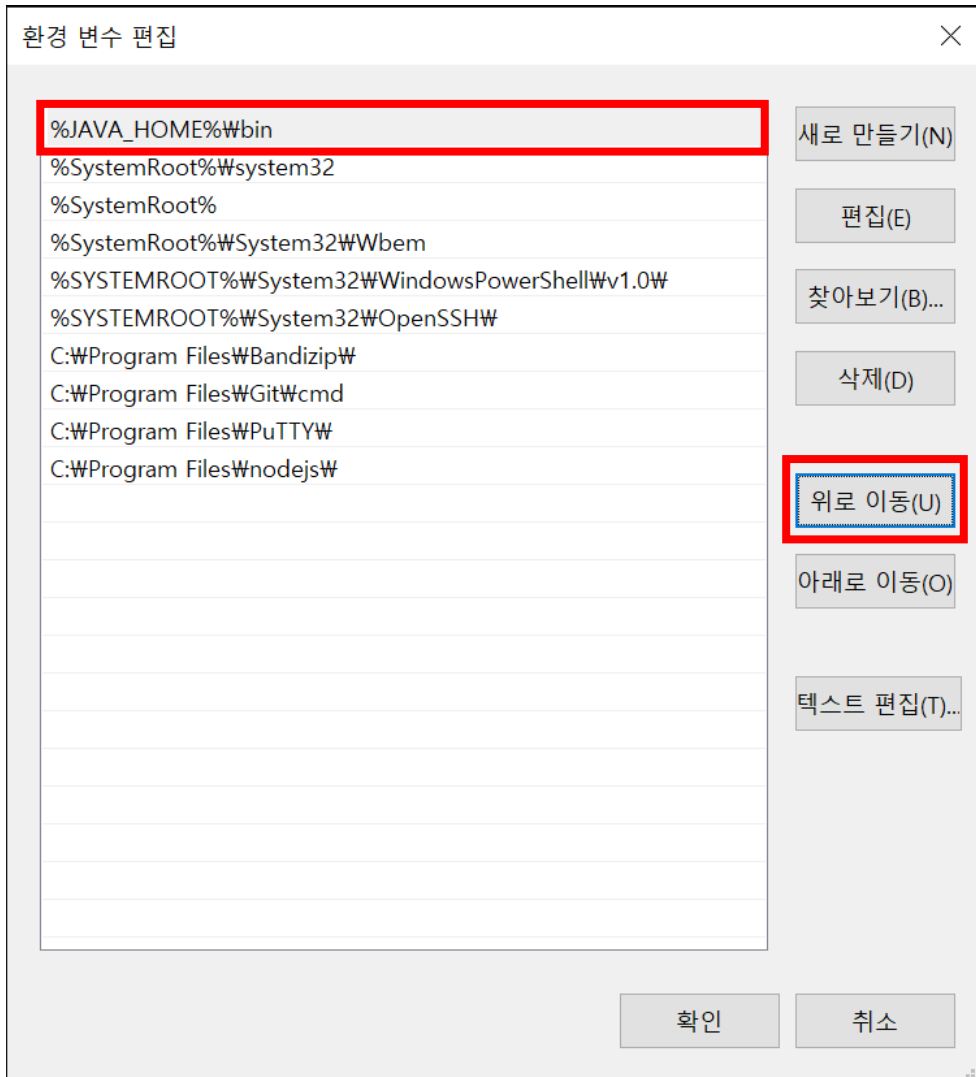 환경 변수 편집
%JAVA_HOME%₩bin
%SystemRoot%₩system32
%SystemRoot%
%SystemRoot%₩System32₩Wbem
%SYSTEMROOT%₩System32₩WindowsPowerShell₩v1.0₩
%SYSTEMROOT%₩System32₩OpenSSH₩
C:₩Program Files₩Bandizip₩
C:₩Program Files₩Git₩cmd
C:₩Program Files₩PuTTY₩
C:₩Program Files₩nodejs₩
새로 만들기(N)
편집(E)
찾아보기(B)...
삭제(D)
위로 이동(U)
아래로 이동(O)
텍스트 편집(T)...
확인
취소